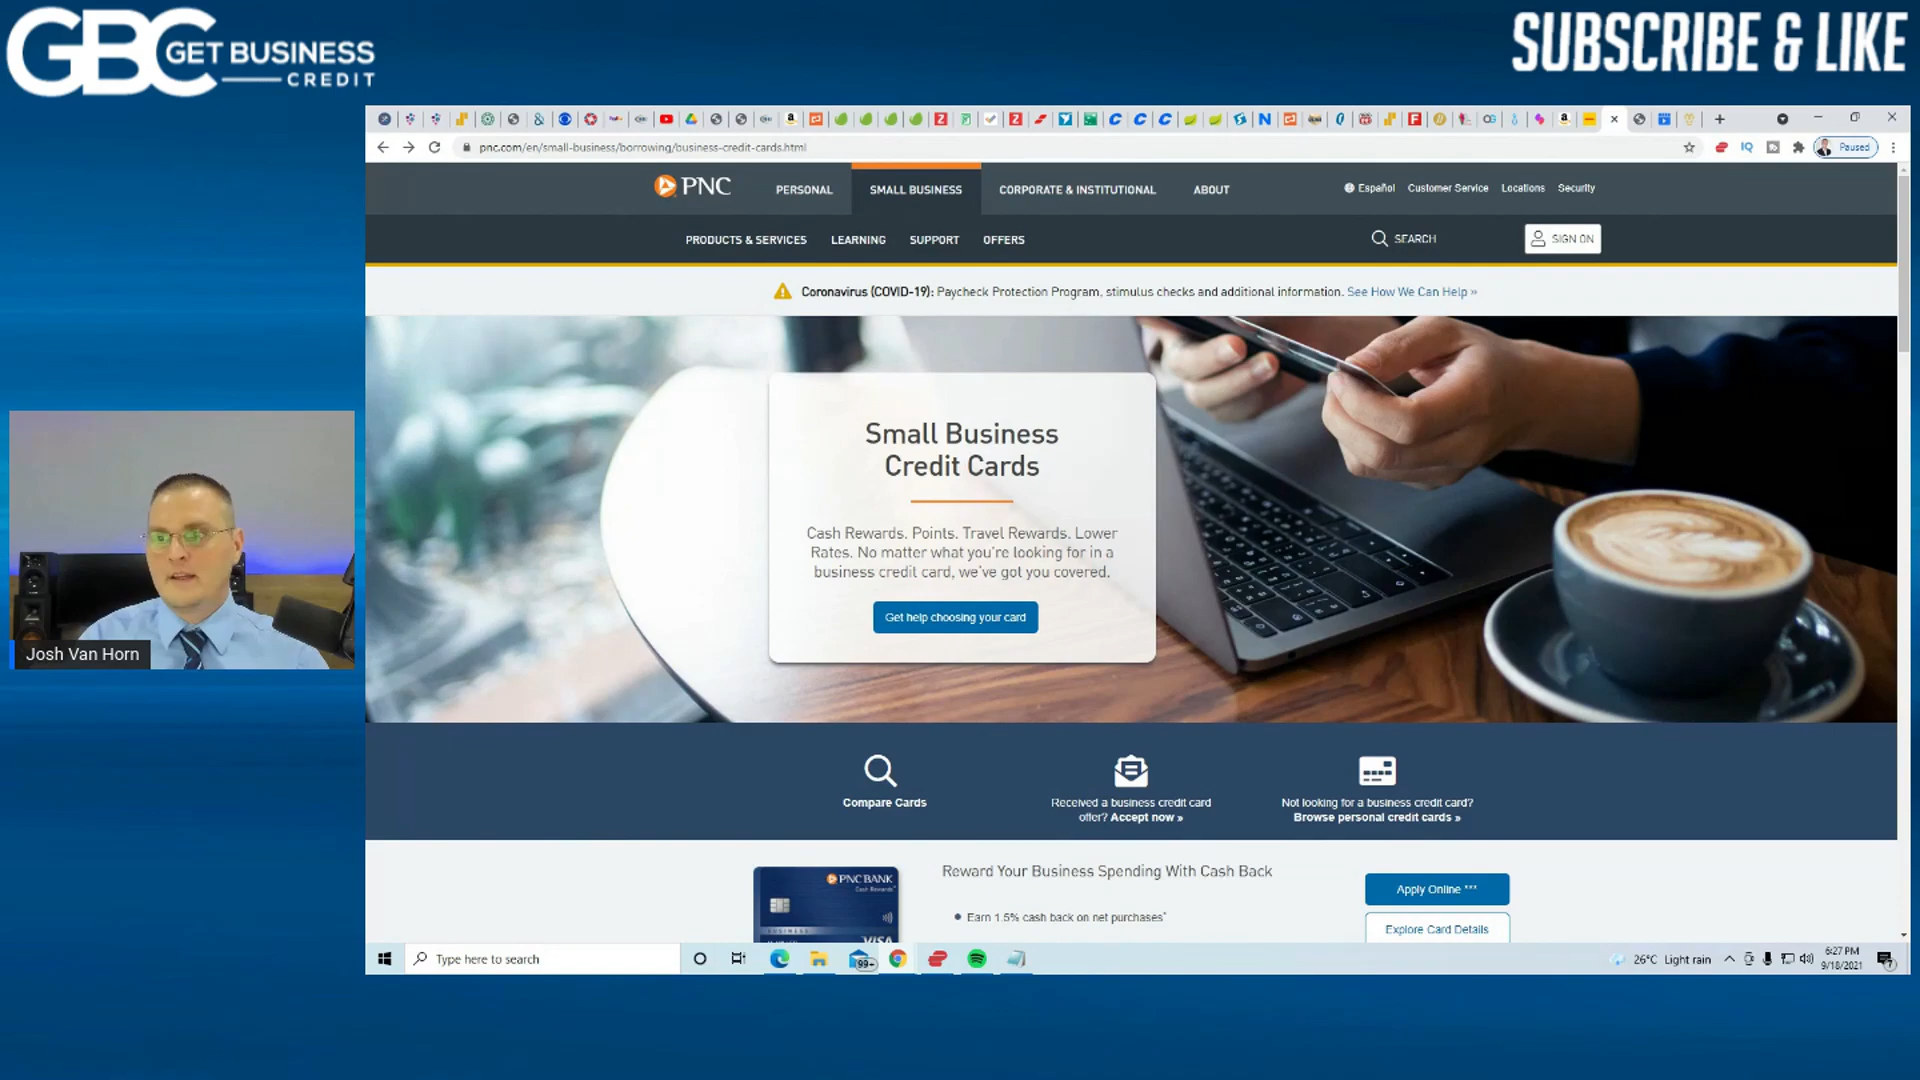 GBC GET BUSINESS
CREDIT
SUBSCRIBE & LIKE
pnc.com/en/small-business/borrowing/business-credit-cards.html
Paused
PNC
PERSONAL
SMALL BUSINESS
CORPORATE & INSTITUTIONAL
ABOUT
Español
Customer Service
Locations
Security
PRODUCTS & SERVICES
LEARNING
SUPPORT
OFFERS
SEARCH
SIGN ON
Coronavirus (COVID-19): Paycheck Protection Program, stimulus checks and additional information. See How We Can Help »
Small Business
Credit Cards
Cash Rewards. Points. Travel Rewards. Lower
Rates. No matter what you're looking for in a
business credit card, we've got you covered.
Get help choosing your card
Josh Van Horn
Compare Cards
Received a business credit card
offer? Accept now »
Not looking for a business credit card?
Browse personal credit cards »
PNC BANK
Cash Rewards
BUSINESS
VISA
Reward Your Business Spending With Cash Back
Earn 1.5% cash back on net purchases*
Apply Online ***
Explore Card Details
Type here to search
99+
26°C Light rain
6:27 PM
9/18/2021
7